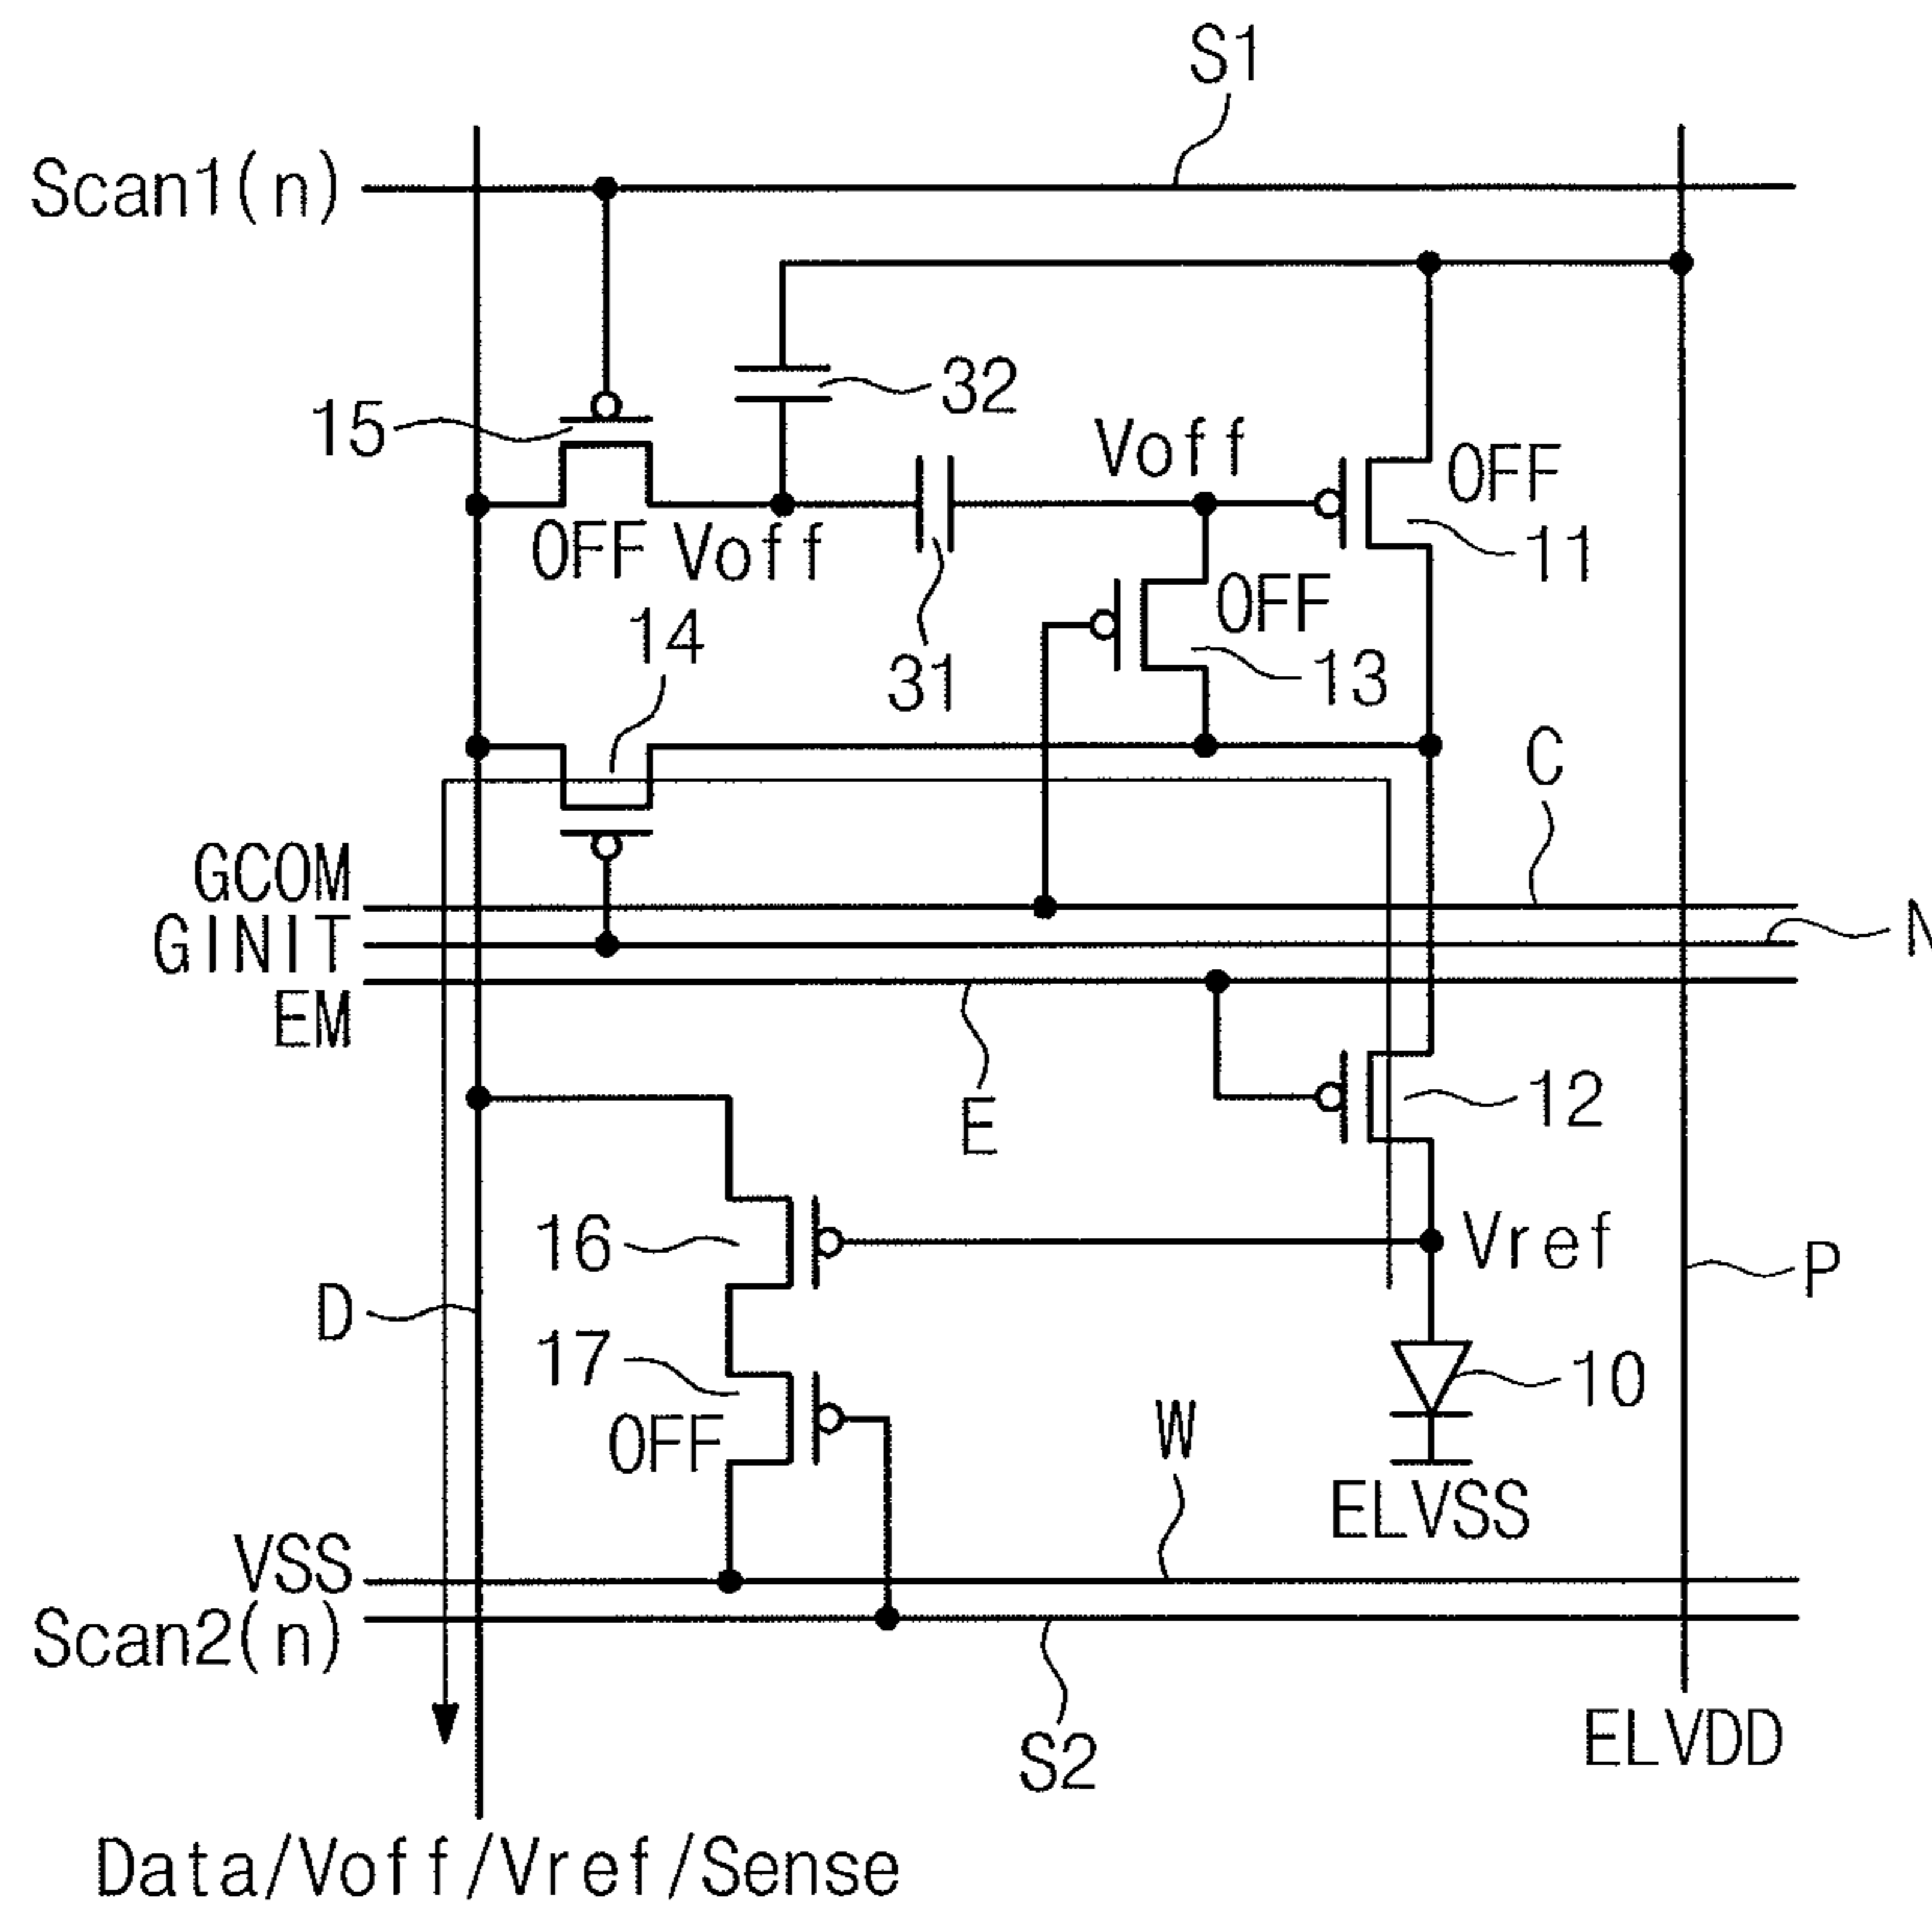 S1
Scan1(n)
32
15
Voff
OFF
11
OFF Voff
OFF
14
31
13
C
GCOM
GINIT
N
EM
E
12
16
Vref
D
P
17
10
OFF
W
ELVSS
VSS
Scan2(n)
S2
ELVDD
Data/Voff/Vref/Sense